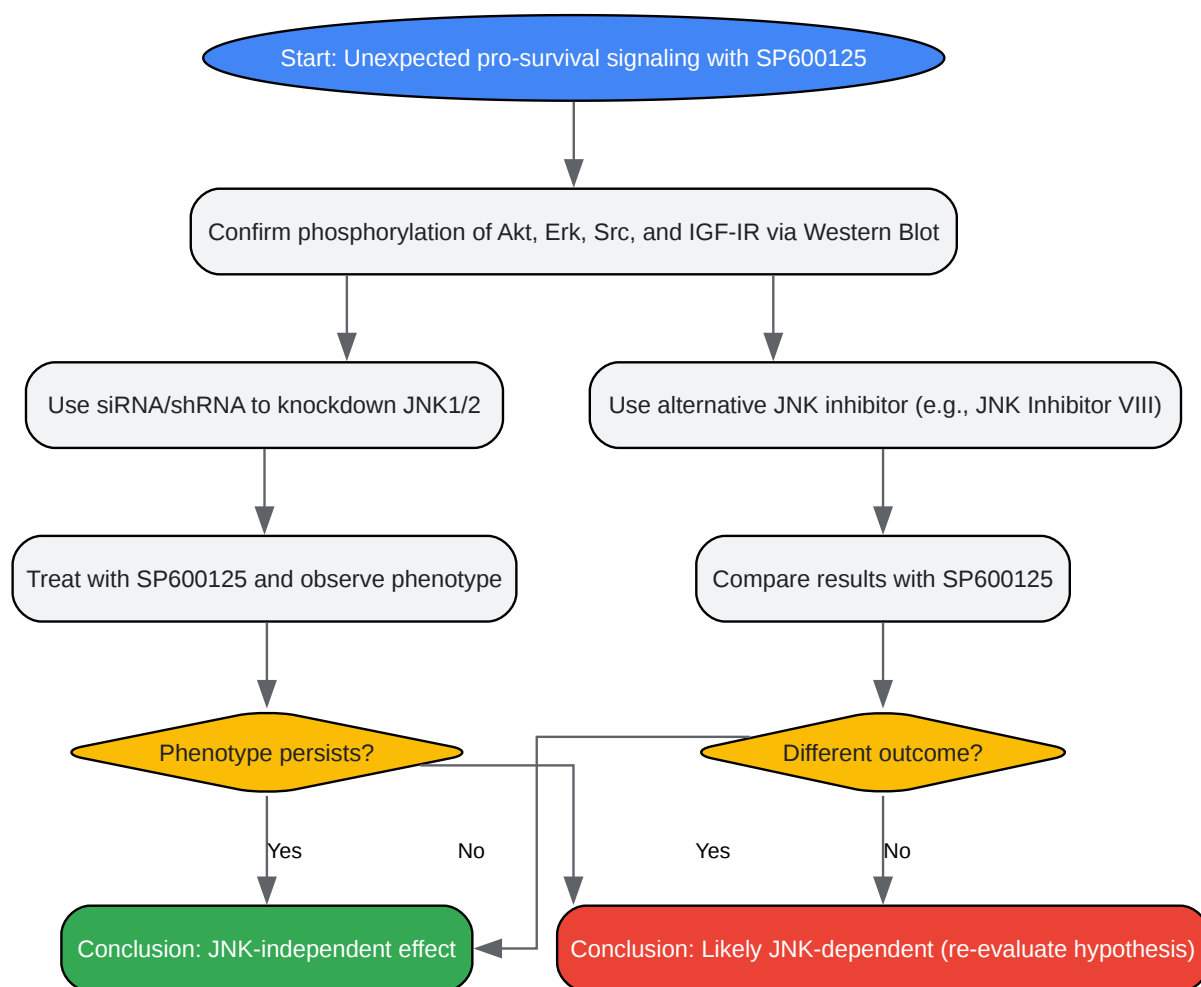 Start: Unexpected pro-survival signaling with SP600125
Confirm phosphorylation of Akt, Erk, Src, and IGF-IR via Western Blot
Use siRNA/shRNA to knockdown JNK1/2
Use alternative JNK inhibitor (e.g., JNK Inhibitor VIII)
Treat with SP600125 and observe phenotype
Compare results with SP600125
Phenotype persists?
Different outcome?
Yes
No
Yes
No
Conclusion: JNK-independent effect
Conclusion: Likely JNK-dependent (re-evaluate hypothesis)